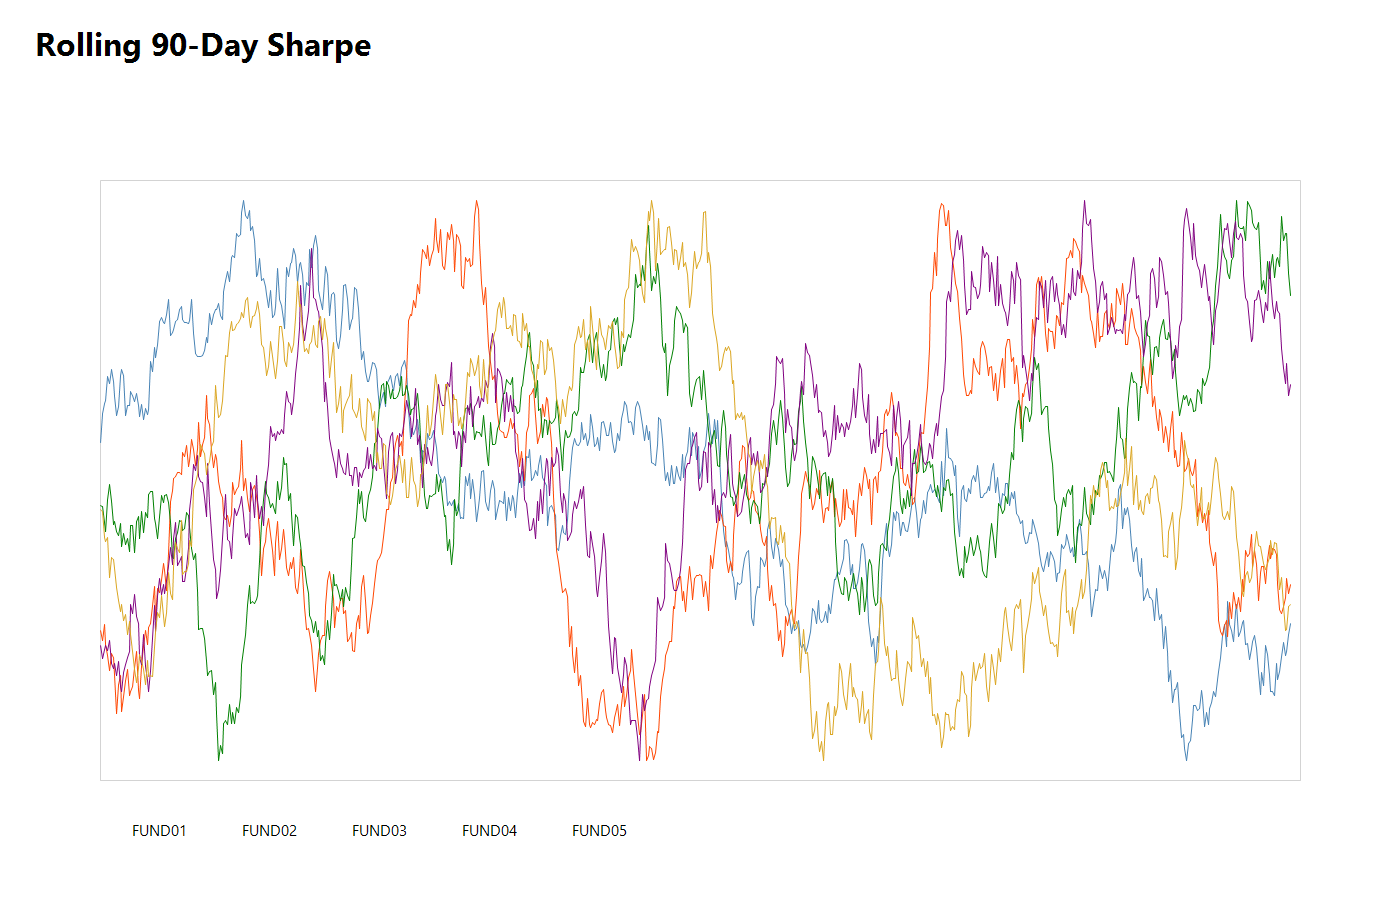 Rolling 90-Day Sharpe
FUND01 FUND02 FUND03 FUND04 FUND05